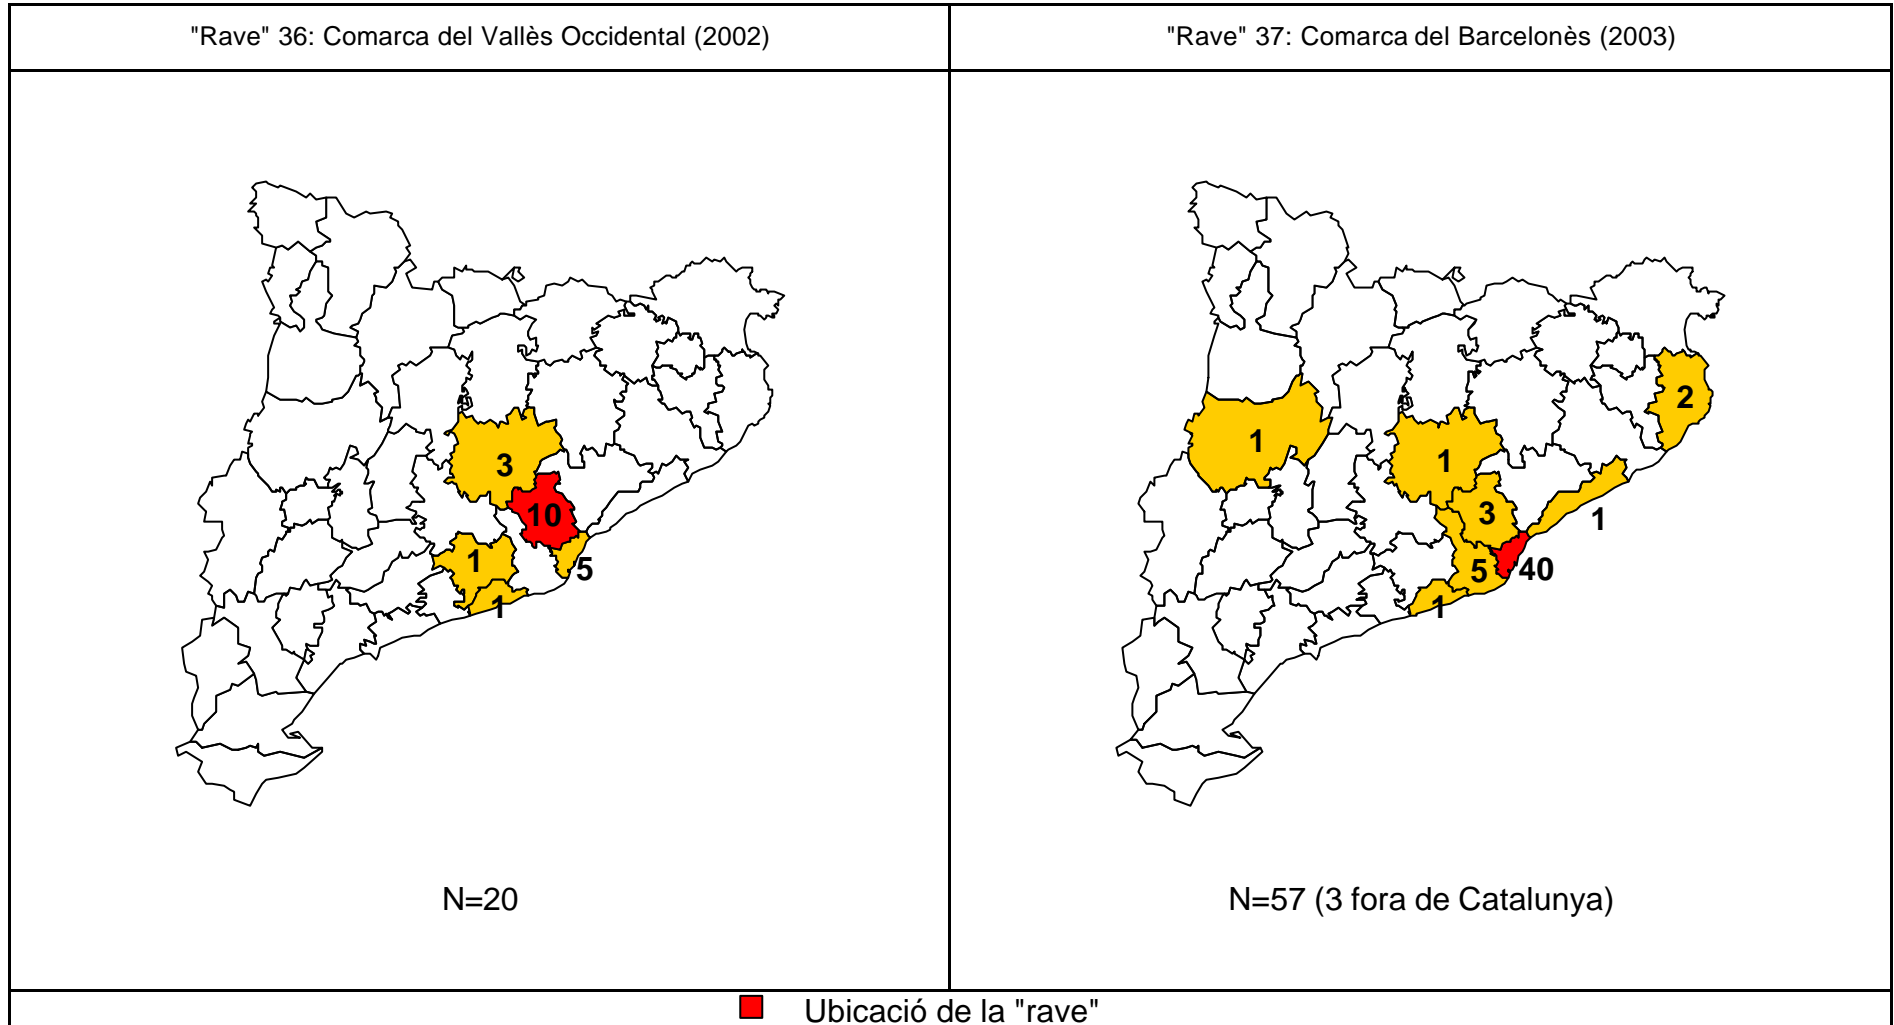 "Rave" 36: Comarca del Vallès Occidental (2002)
"Rave" 37: Comarca del Barcelonès (2003)
3
10
1
5
1
N=20
2
1
1
3
1
5
40
1
N=57 (3 fora de Catalunya)
Ubicació de la "rave"